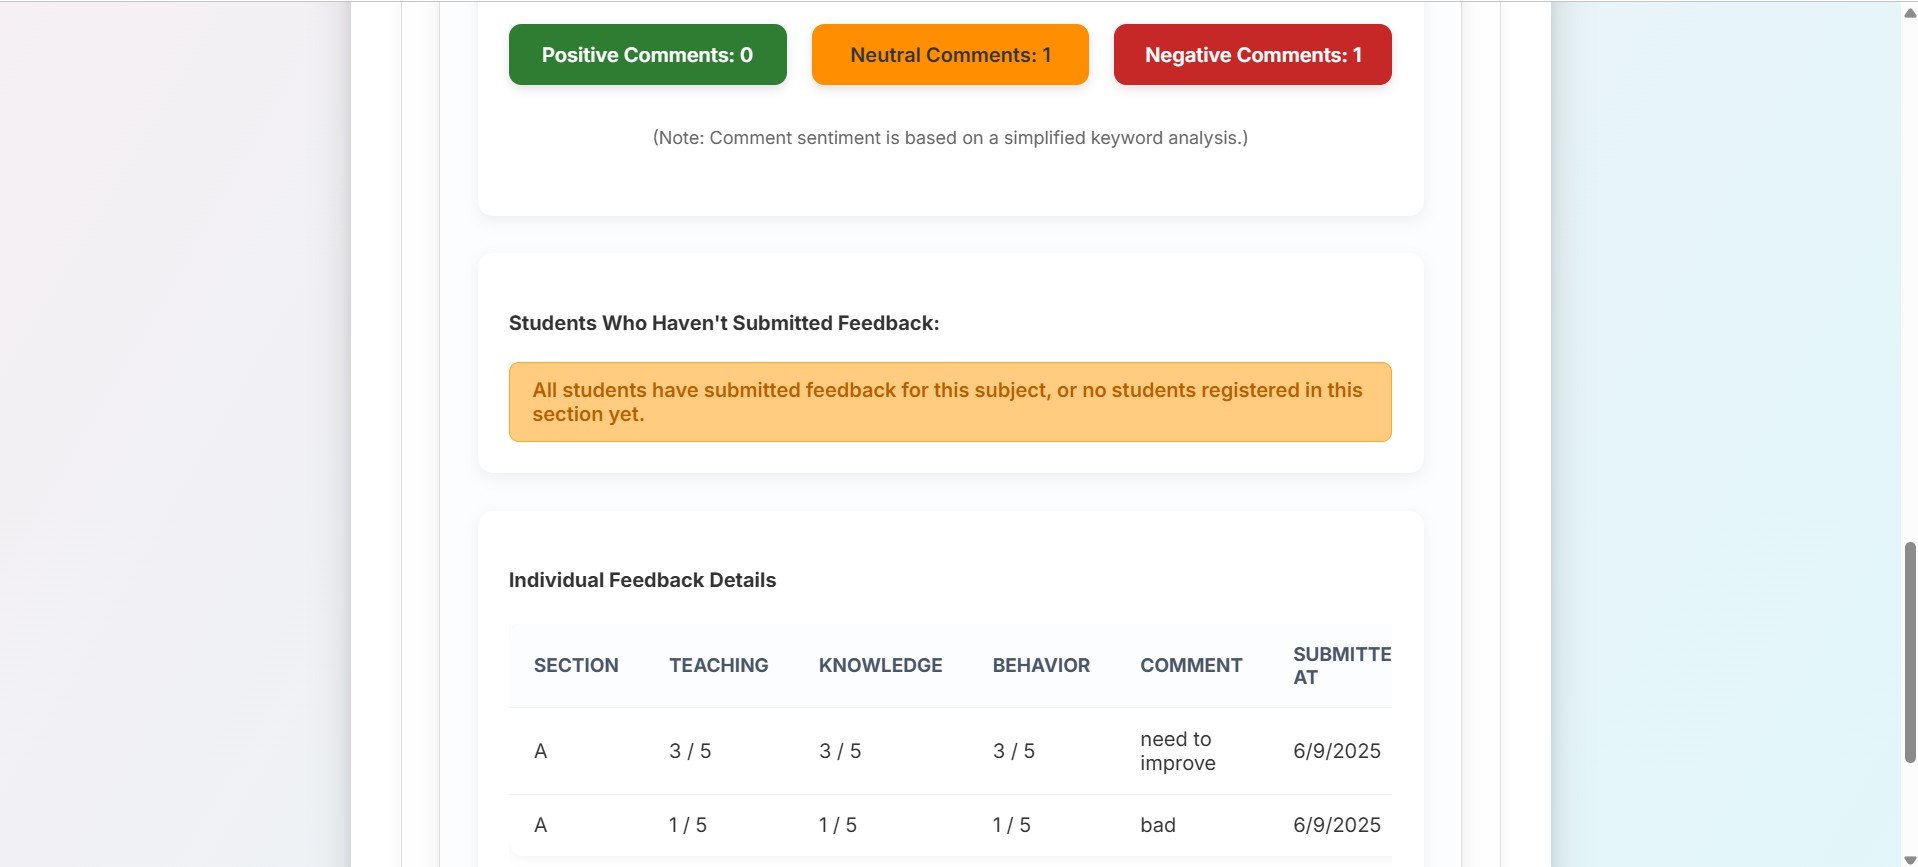 Positive Comments: 0
Neutral Comments: 1
Negative Comments: 1
(Note: Comment sentiment is based on a simplified keyword analysis.)
Students Who Haven't Submitted Feedback:
All students have submitted feedback for this subject, or no students registered in this
section yet.
Individual Feedback Details
SECTION TEACHING KNOWLEDGE BEHAVIOR COMMENT SUBMITTE
AT
A 3 / 5 3 / 5 3 / 5 need to
improve 6/9/2025
A 1 / 5 1 / 5 1 / 5 bad 6/9/2025